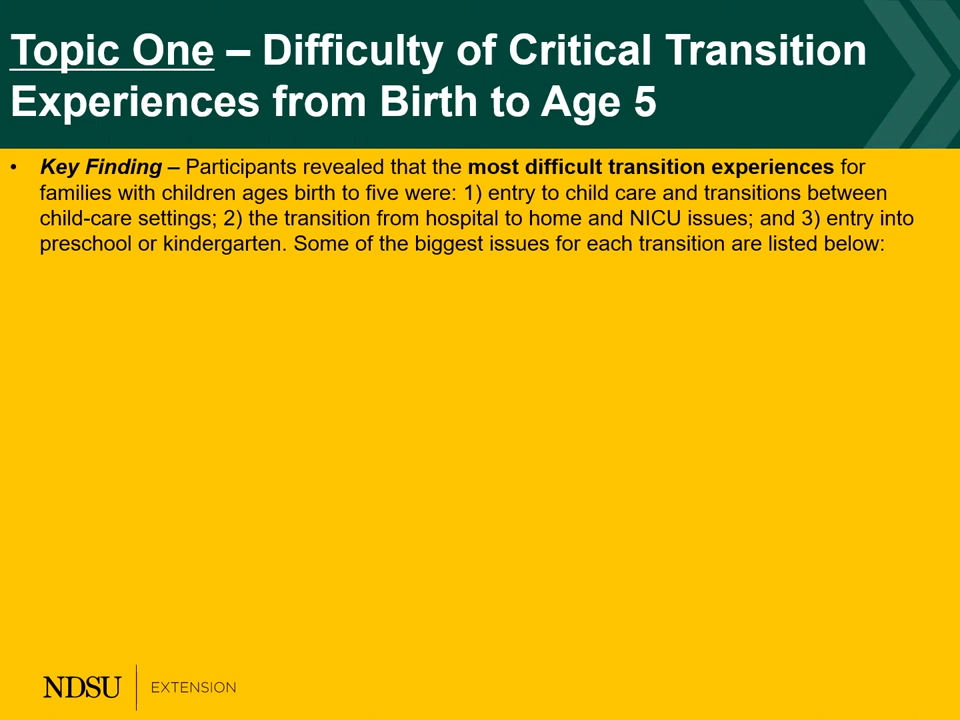 Topic One – Difficulty of Critical Transition
Experiences from Birth to Age 5
• Key Finding – Participants revealed that the most difficult transition experiences for
families with children ages birth to five were: 1) entry to child care and transitions between
child-care settings; 2) the transition from hospital to home and NICU issues; and 3) entry into
preschool or kindergarten. Some of the biggest issues for each transition are listed below:
NDSU EXTENSION